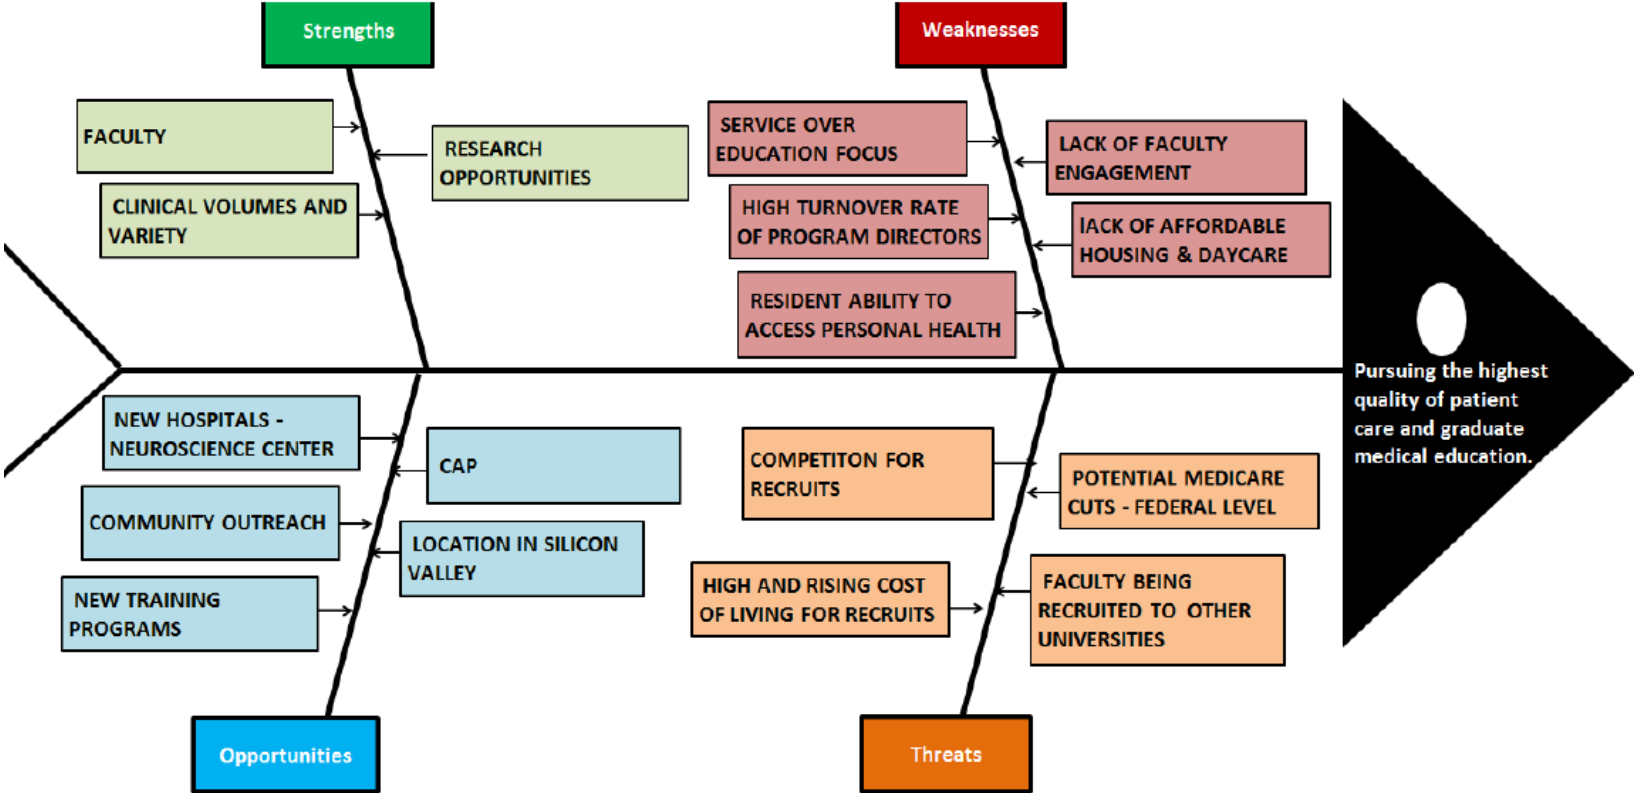 Strengths
FACULTY
RESEARCH
OPPORTUNITIES
CLINICAL VOLUMES AND
VARIETY
Weaknesses
SERVICE OVER
EDUCATION FOCUS
LACK OF FACULTY
ENGAGEMENT
HIGH TURNOVER RATE
OF PROGRAM DIRECTORS
lACK OF AFFORDABLE
HOUSING & DAYCARE
RESIDENT ABILITY TO
ACCESS PERSONAL HEALTH
Pursuing the highest
quality of patient
care and graduate
medical education.
NEW HOSPITALS -
NEUROSCIENCE CENTER
CAP
COMMUNITY OUTREACH
LOCATION IN SILICON
VALLEY
NEW TRAINING
PROGRAMS
Opportunities
COMPETITON FOR
RECRUITS
POTENTIAL MEDICARE
CUTS - FEDERAL LEVEL
HIGH AND RISING COST
OF LIVING FOR RECRUITS
FACULTY BEING
RECRUITED TO OTHER
UNIVERSITIES
Threats